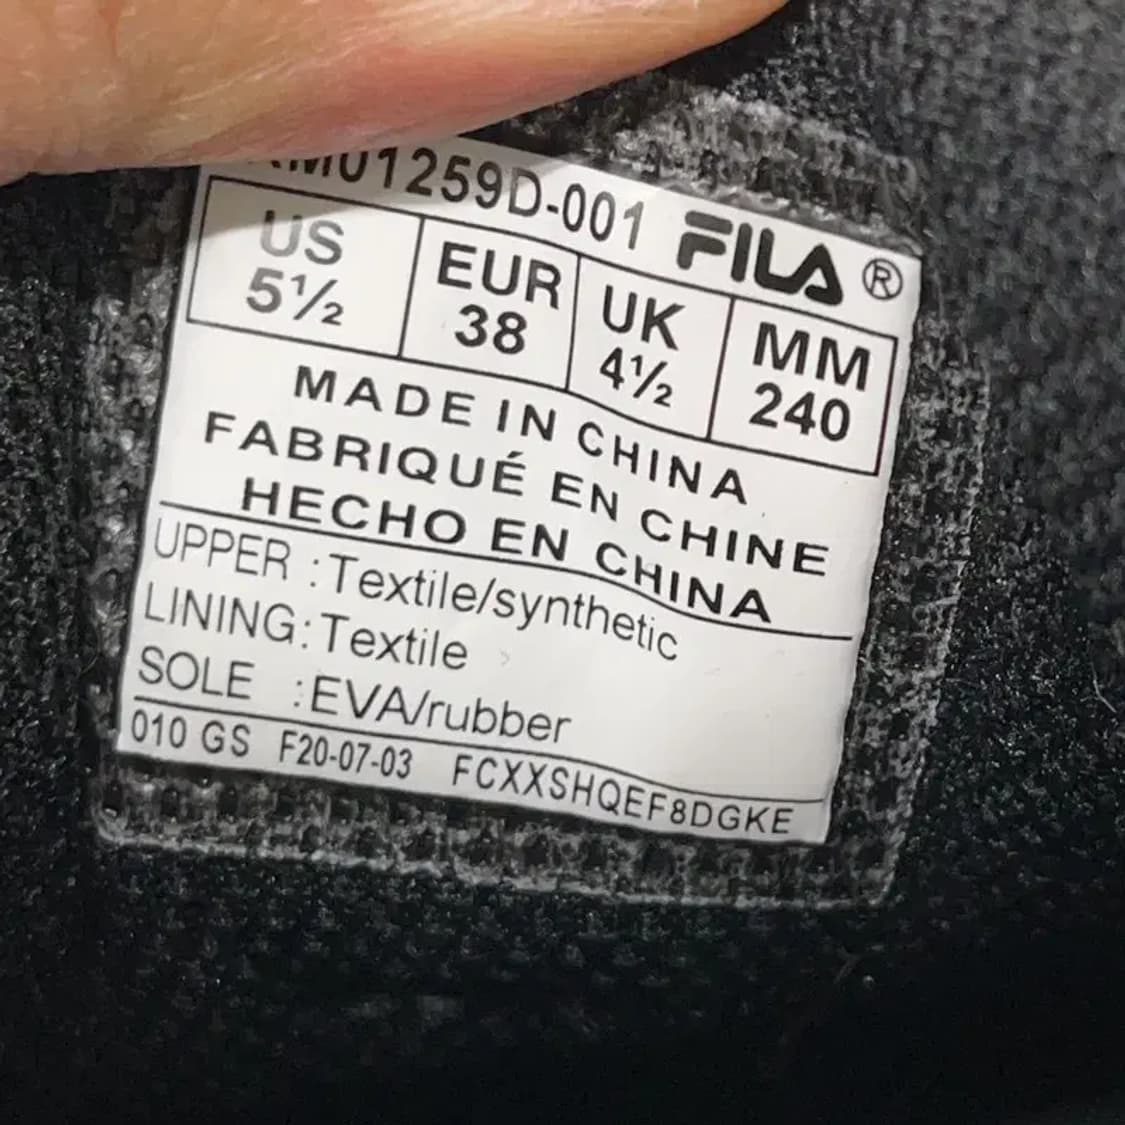 M01259D-001 FILA®
US EUR UK MM
5½ 38 4½ 240
MADE IN CHINA
FABRIQUÉ EN CHINE
HECHO EN CHINA
UPPER :Textile/synthetic
LINING:Textile
SOLE :EVA/rubber
010 GS F20-07-03 FCXXSHQEF8DGKE